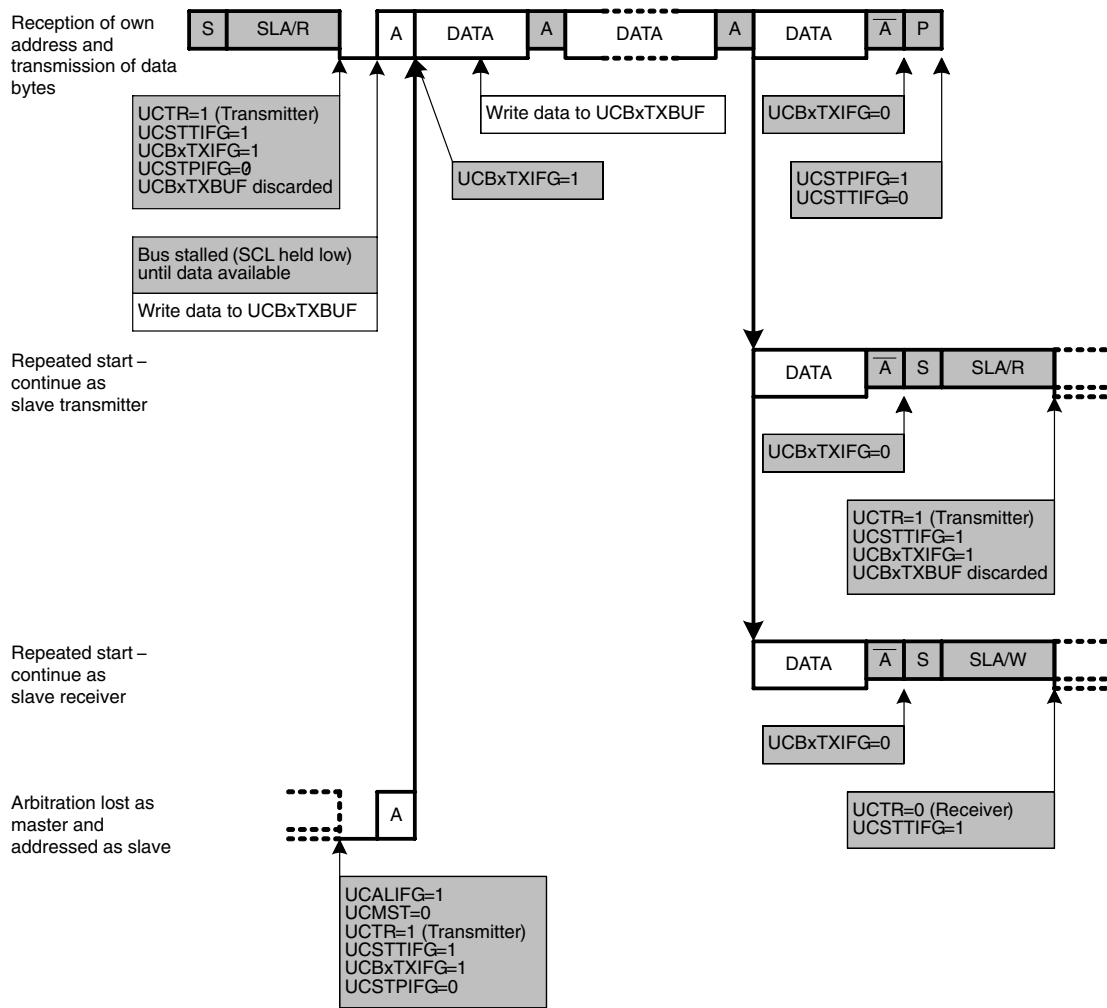 Reception of own
address and
transmission of data
bytes
S SLA/R A DATA A DATA A DATA A P
UCTR=1 (Transmitter)
UCSTTIFG=1
UCBxTXIFG=1
UCSTPIFG=0
UCBxTXBUF discarded
Write data to UCBxTXBUF
UCBxTXIFG=1
UCBxTXIFG=0
UCSTPIFG=1
UCSTTIFG=0
Bus stalled (SCL held low)
until data available
Write data to UCBxTXBUF
Repeated start –
continue as
slave transmitter
DATA A S SLA/R
UCBxTXIFG=0
UCTR=1 (Transmitter)
UCSTTIFG=1
UCBxTXIFG=1
UCBxTXBUF discarded
Repeated start –
continue as
slave receiver
DATA A S SLA/W
UCBxTXIFG=0
UCTR=0 (Receiver)
UCSTTIFG=1
Arbitration lost as
master and
addressed as slave
A
UCALIFG=1
UCMST=0
UCTR=1 (Transmitter)
UCSTTIFG=1
UCBxTXIFG=1
UCSTPIFG=0